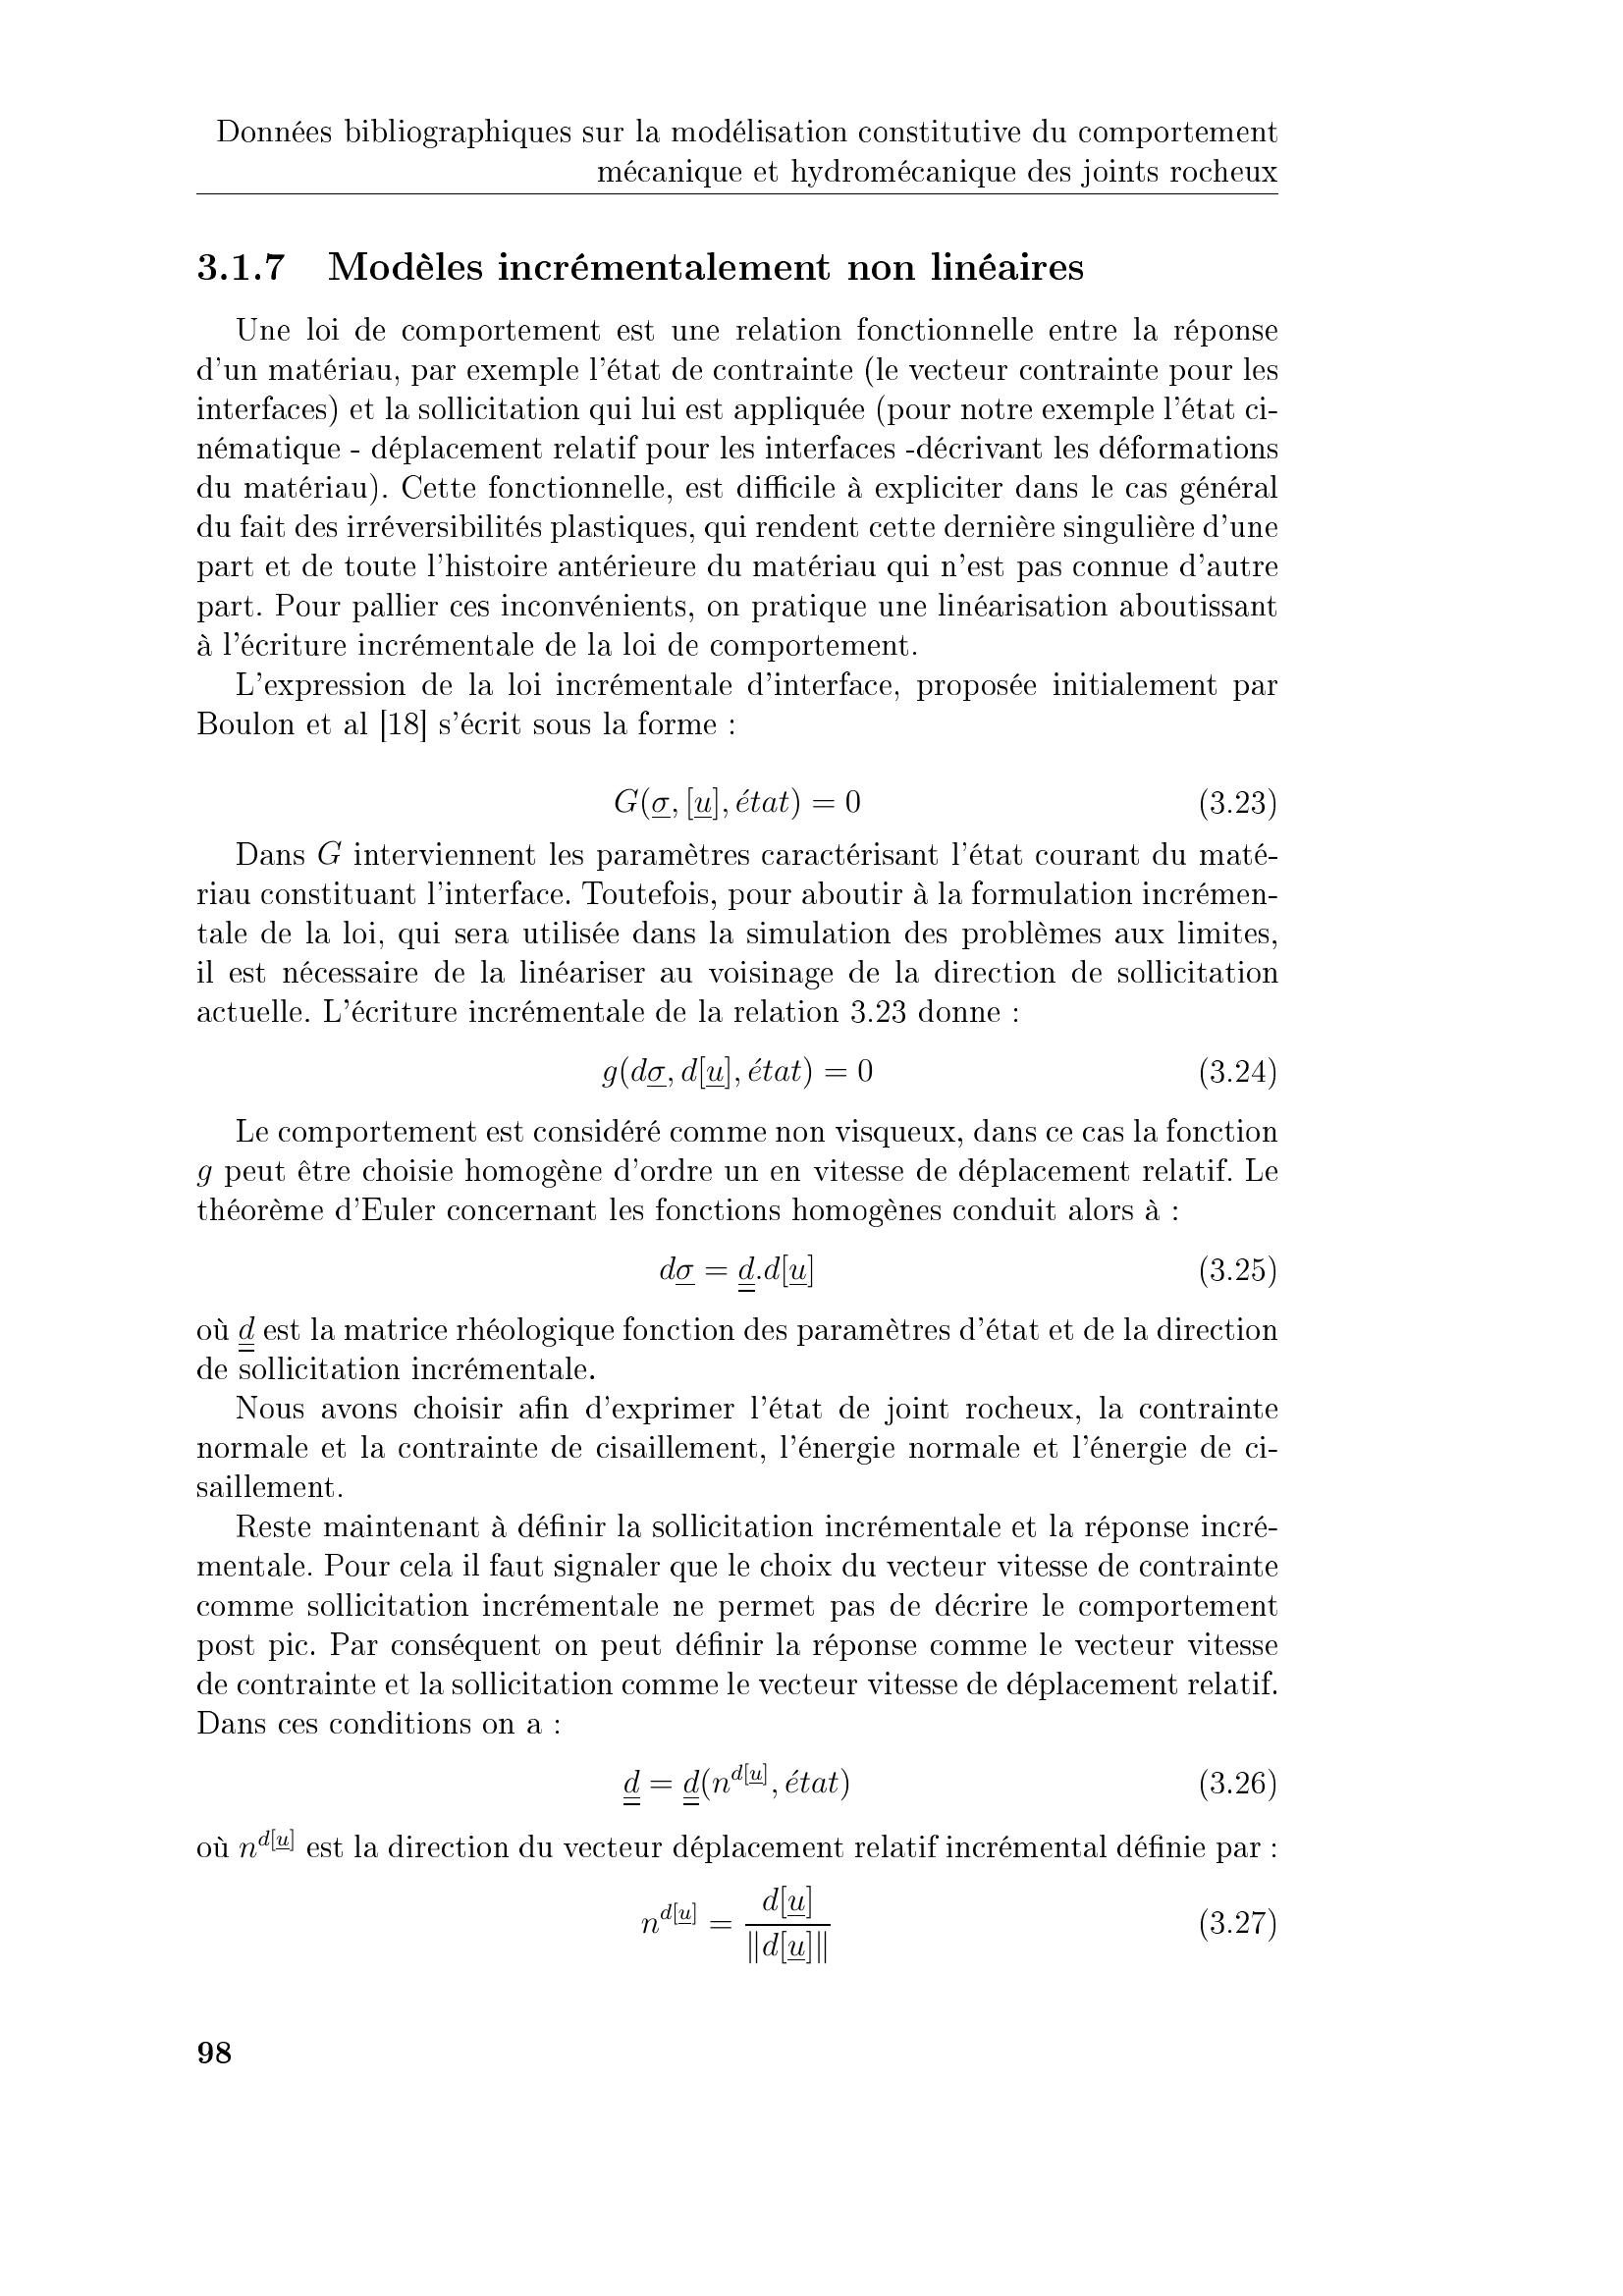 Données bibliographiques sur la modélisation constitutive du comportement
mécanique et hydromécanique des joints rocheux
3.1.7 Modèles incrémentalement non linéaires
Une loi de comportement est une relation fonctionnelle entre la réponse
d'un matériau, par exemple l'état de contrainte (le vecteur contrainte pour les
interfaces) et la sollicitation qui lui est appliquée (pour notre exemple l'état ci-
nématique - déplacement relatif pour les interfaces -décrivant les déformations
du matériau). Cette fonctionnelle, est difficile à expliciter dans le cas général
du fait des irréversibilités plastiques, qui rendent cette dernière singulière d'une
part et de toute l'histoire antérieure du matériau qui n'est pas connue d'autre
part. Pour pallier ces inconvénients, on pratique une linéarisation aboutissant
à l'écriture incrémentale de la loi de comportement.
L'expression de la loi incrémentale d'interface, proposée initialement par
Boulon et al [18] s'écrit sous la forme :
$G(\underline{\sigma}, [\underline{u}], état) = 0$ (3.23)
Dans $G$ interviennent les paramètres caractérisant l'état courant du maté-
riau constituant l'interface. Toutefois, pour aboutir à la formulation incrémen-
tale de la loi, qui sera utilisée dans la simulation des problèmes aux limites,
il est nécessaire de la linéariser au voisinage de la direction de sollicitation
actuelle. L'écriture incrémentale de la relation 3.23 donne :
$g(d\underline{\sigma}, d[\underline{u}], état) = 0$ (3.24)
Le comportement est considéré comme non visqueux, dans ce cas la fonction
$g$ peut être choisie homogène d'ordre un en vitesse de déplacement relatif. Le
théorème d'Euler concernant les fonctions homogènes conduit alors à :
$d\underline{\sigma} = \underline{\underline{d}}.d[\underline{u}]$ (3.25)
où $\underline{\underline{d}}$ est la matrice rhéologique fonction des paramètres d'état et de la direction
de sollicitation incrémentale.
Nous avons choisir afin d'exprimer l'état de joint rocheux, la contrainte
normale et la contrainte de cisaillement, l'énergie normale et l'énergie de ci-
saillement.
Reste maintenant à définir la sollicitation incrémentale et la réponse incré-
mentale. Pour cela il faut signaler que le choix du vecteur vitesse de contrainte
comme sollicitation incrémentale ne permet pas de décrire le comportement
post pic. Par conséquent on peut définir la réponse comme le vecteur vitesse
de contrainte et la sollicitation comme le vecteur vitesse de déplacement relatif.
Dans ces conditions on a :
$\underline{\underline{d}} = \underline{\underline{d}}(n^{d[\underline{u}]}, état)$ (3.26)
où $n^{d[\underline{u}]}$ est la direction du vecteur déplacement relatif incrémental définie par :
$n^{d[\underline{u}]} = \frac{d[\underline{u}]}{\|d[\underline{u}]\|}$ (3.27)
98